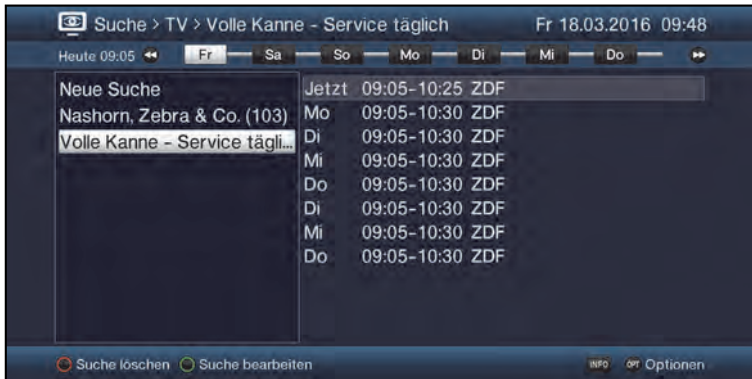 Suche > TV > Volle Kanne - Service täglich Fr 18.03.2016 09:48
Heute 09:05 Fr Sa So Mo Di Mi Do
Neue Suche
Nashorn, Zebra & Co. (103)
Volle Kanne - Service tägli...
Jetzt 09:05-10:25 ZDF
Mo 09:05-10:30 ZDF
Di 09:05-10:30 ZDF
Mi 09:05-10:30 ZDF
Do 09:05-10:30 ZDF
Di 09:05-10:30 ZDF
Mi 09:05-10:30 ZDF
Do 09:05-10:30 ZDF
Suche löschen Suche bearbeiten INFO OPT Optionen